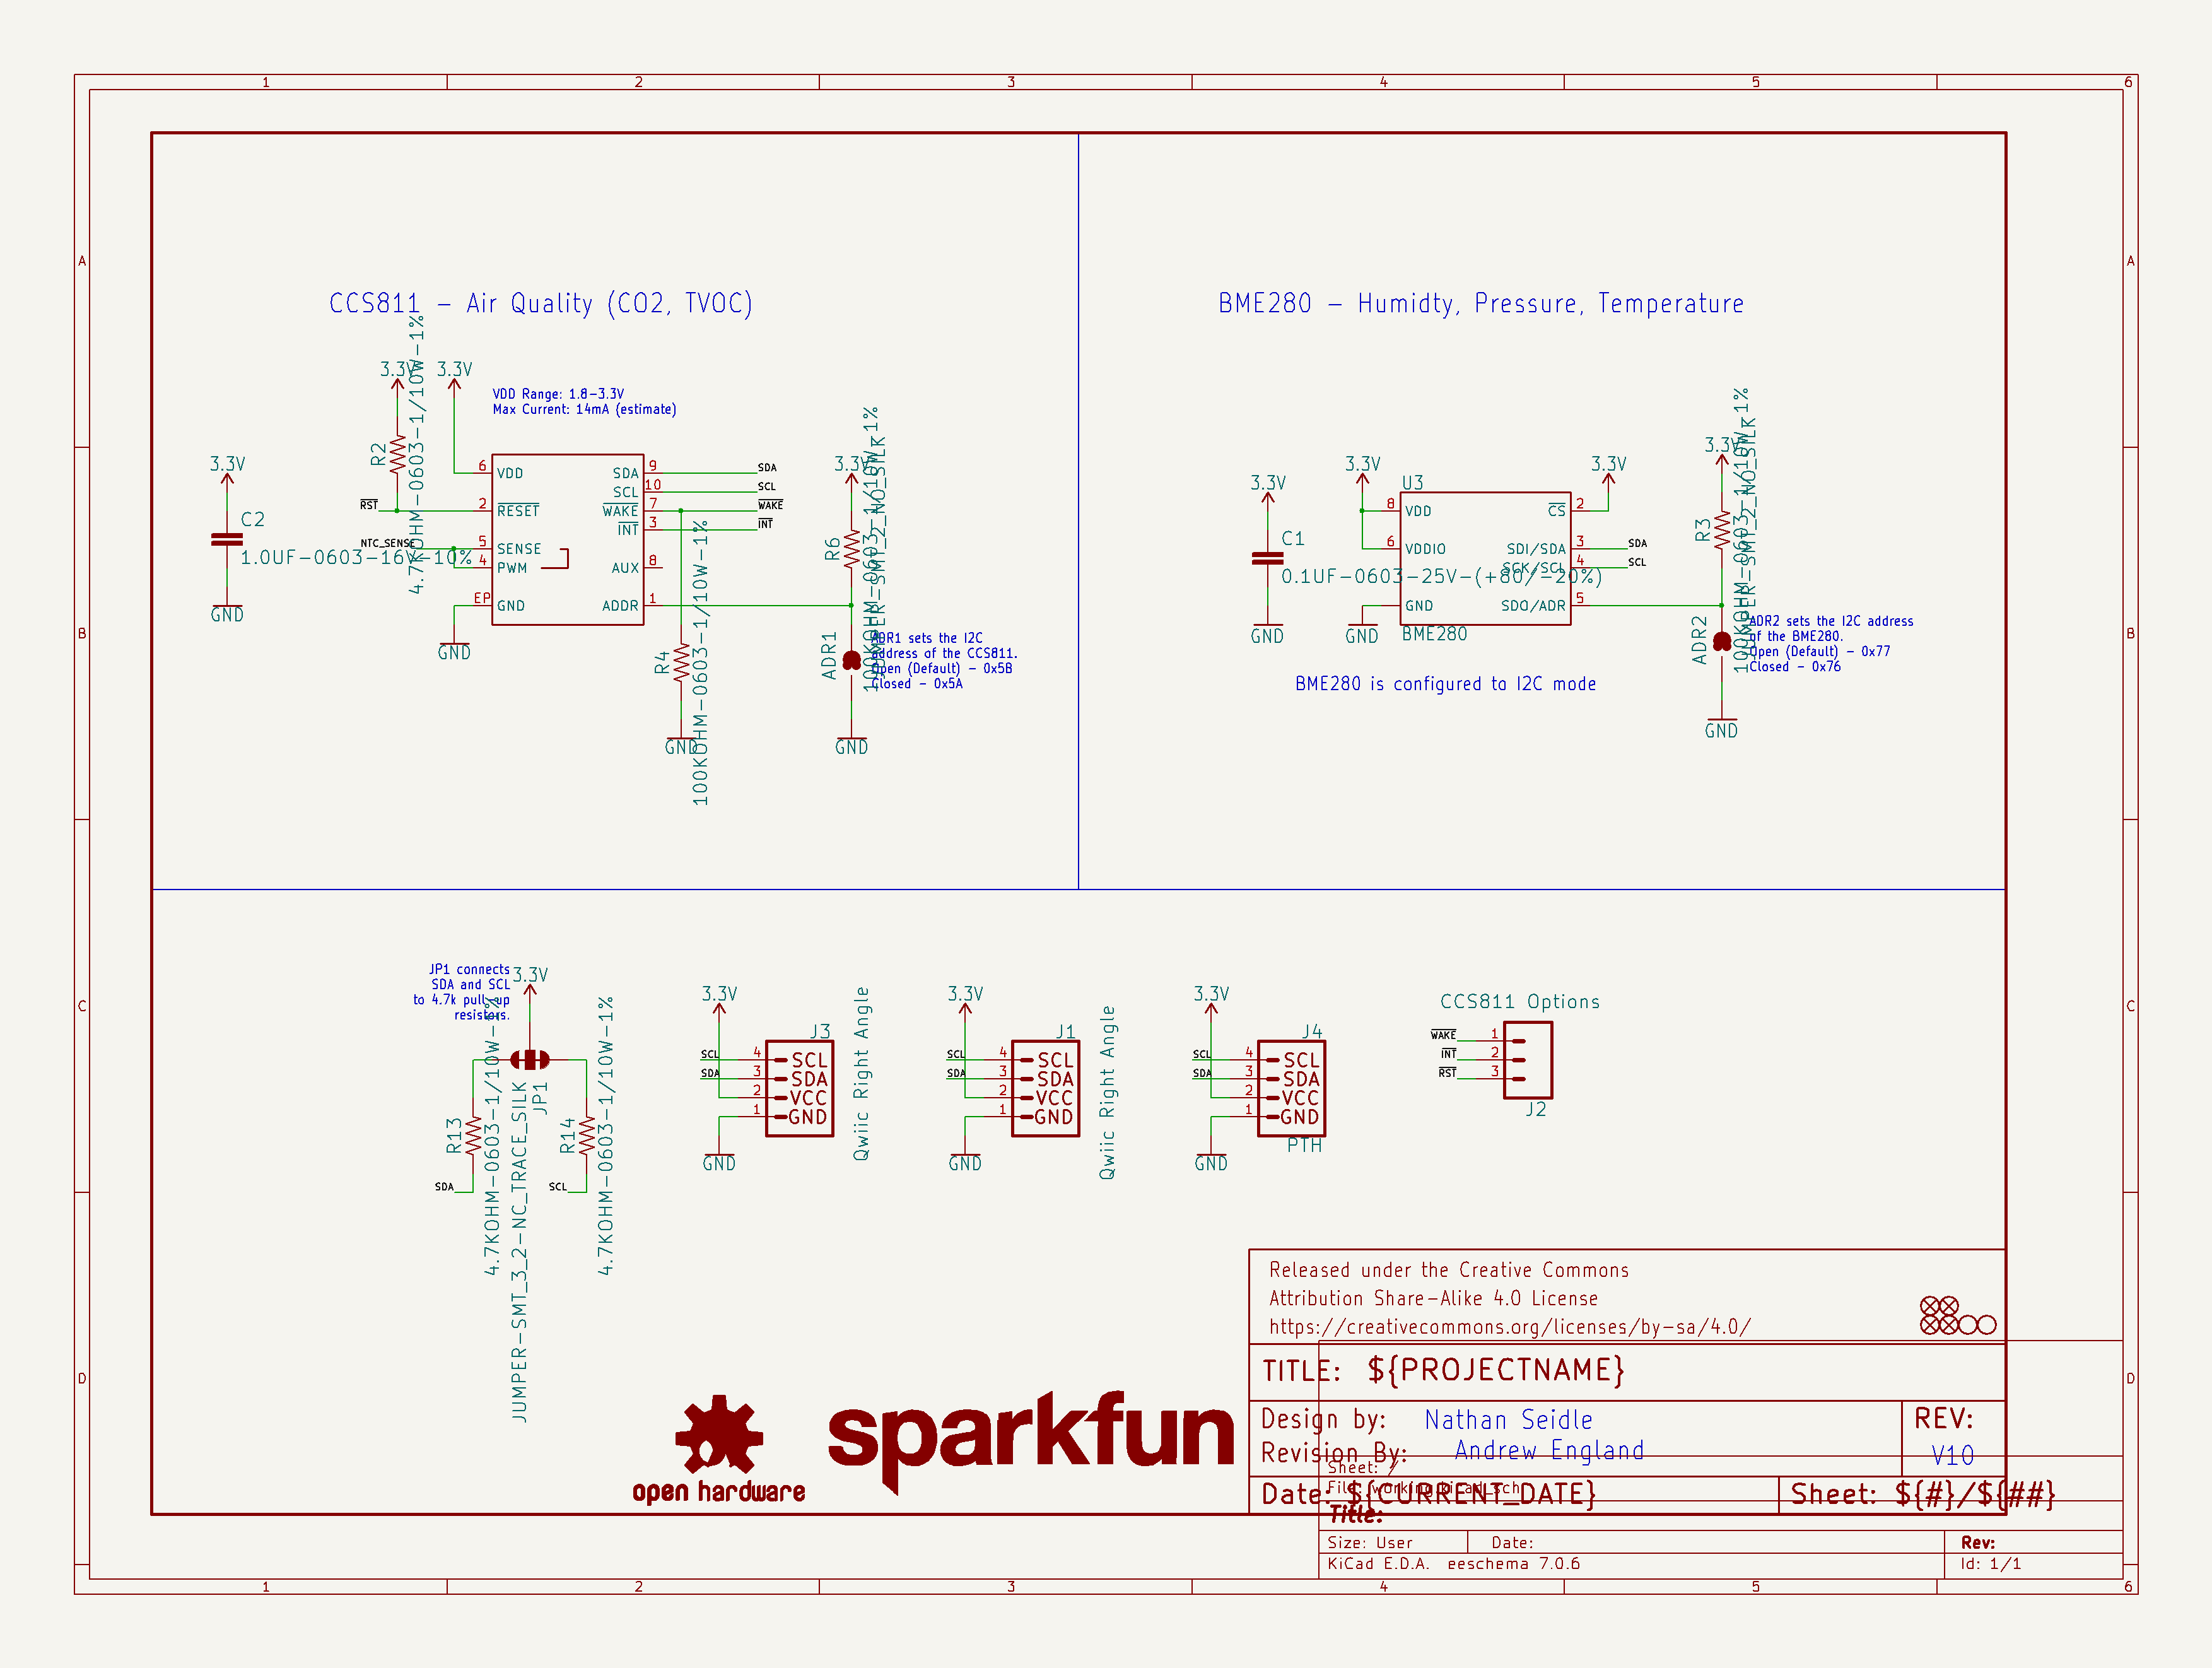 1 2 3 4 5 6
A A
B B
C C
D D
CCS811 – Air Quality (CO2, TVOC)
3.3V 3.3V
VDD Range: 1.8–3.3V
Max Current: 14mA (estimate)
R2
4.7KOHM-0603-1/10W-1%
3.3V
C2
1.0UF-0603-16V-10%
GND
RST
NTC_SENSE
6 VDD
2 RESET
5 SENSE
4 PWM
EP GND
GND
SDA 9 SDA
SCL 10 SCL
WAKE 7 WAKE
INT 3 INT
AUX 8
ADDR 1
R4
100KOHM-0603-1/10W-1%
GND
3.3V
R6
100KOHM-0603-1/10W-1%
ADR1
JUMPER-SMT_2_NO_SILK
ADR1 sets the I2C
address of the CCS811.
Open (Default) – 0x5B
Closed – 0x5A
GND
BME280 – Humidty, Pressure, Temperature
3.3V
C1
0.1UF-0603-25V-(+80/-20%)
GND
3.3V
U3
3.3V
8 VDD
6 VDDIO
GND
GND
CS 2
SDI/SDA 3 SDA
SCK/SCL 4 SCL
SDO/ADR 5
BME280
3.3V
R3
100KOHM-0603-1/10W-1%
ADR2
JUMPER-SMT_2_NO_SILK
ADR2 sets the I2C address
of the BME280.
Open (Default) – 0x77
Closed – 0x76
GND
BME280 is configured to I2C mode
JP1 connects
SDA and SCL
to 4.7k pull up
resistors.
3.3V
JP1
JUMPER-SMT_3_2-NC_TRACE_SILK
R13
4.7KOHM-0603-1/10W-1%
SDA
R14
4.7KOHM-0603-1/10W-1%
SCL
3.3V
J3
SCL 4 SCL
SDA 3 SDA
2 VCC
1 GND
GND
Qwiic Right Angle
3.3V
J1
SCL 4 SCL
SDA 3 SDA
2 VCC
1 GND
GND
Qwiic Right Angle
3.3V
J4
SCL 4 SCL
SDA 3 SDA
2 VCC
1 GND
GND
PTH
CCS811 Options
WAKE 1
INT 2
RST 3
J2
open hardware
sparkfun
Released under the Creative Commons
Attribution Share-Alike 4.0 License
https://creativecommons.org/licenses/by-sa/4.0/
TITLE: ${PROJECTNAME}
Design by: Nathan Seidle
REV:
Revision By: Andrew England
V10
Date: ${CURRENT_DATE}
Sheet: ${#}/${##}
Sheet: /
File: working.kicad_sch
Title:
Size: User Date: Rev:
KiCad E.D.A. eeschema 7.0.6 Id: 1/1
1 2 3 4 5 6